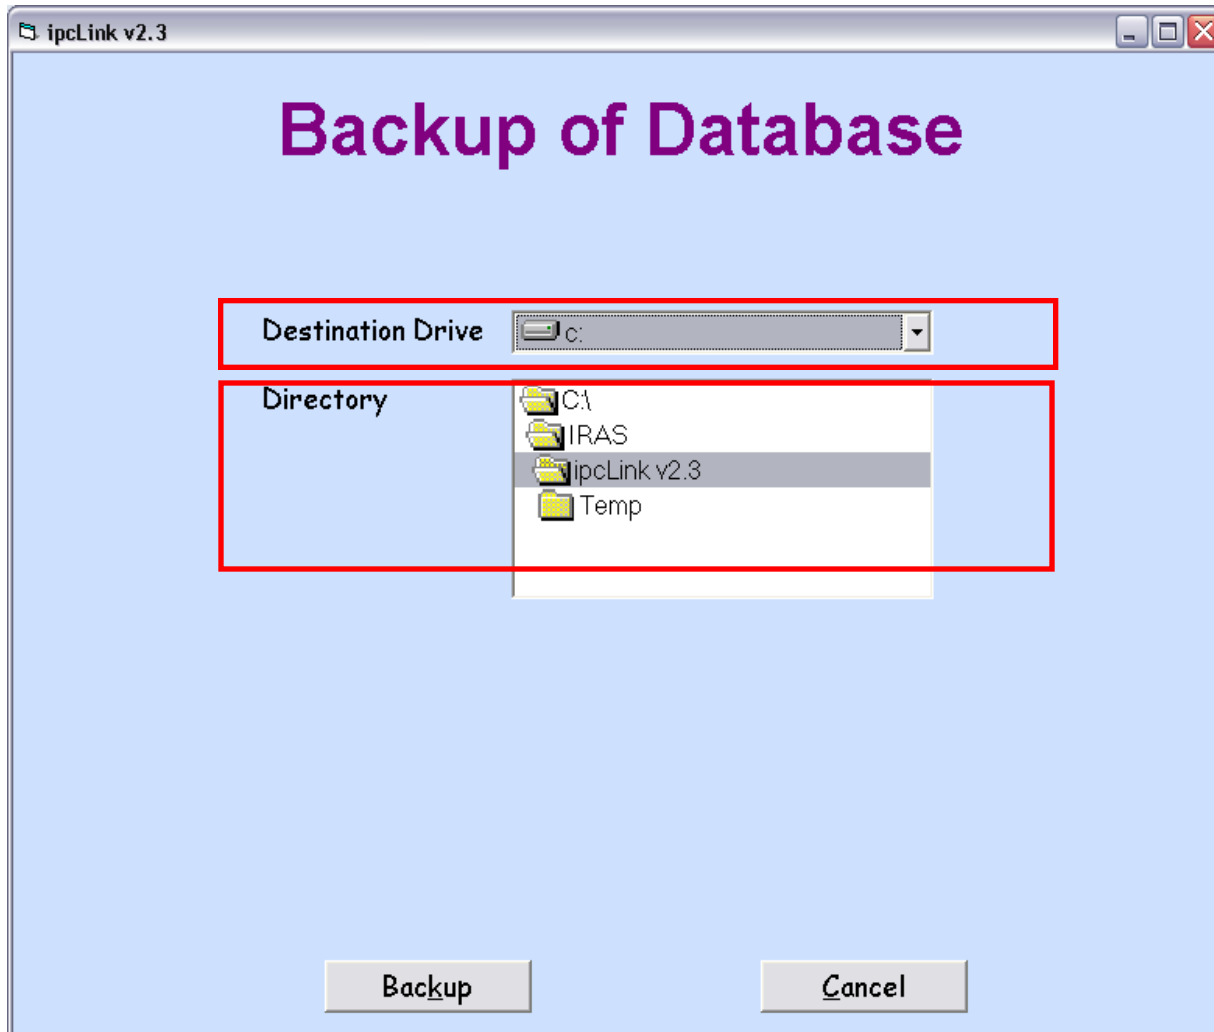 ipcLink v2.3
Backup of Database
Destination Drive c:
Directory C:\
IRAS
ipcLink v2.3
Temp
Backup Cancel